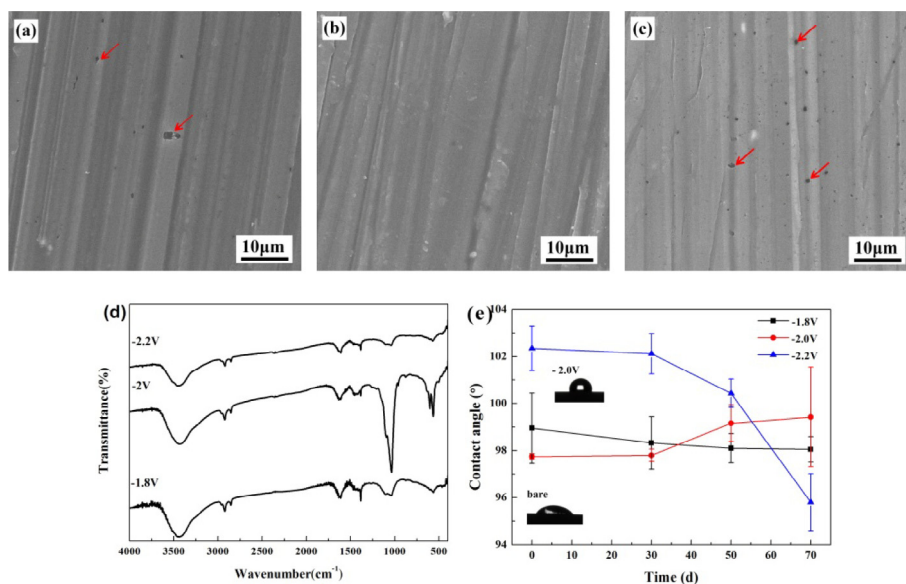 (a)
10μm
(b)
10μm
(c)
10μm
(d)
-2.2V
-2V
-1.8V
Transmittance(%)
4000 3500 3000 2500 2000 1500 1000 500
Wavenumber(cm⁻¹)
(e)
-1.8V
-2.0V
-2.2V
- 2.0V
bare
Contact angle (°)
104
102
100
98
96
94
0 10 20 30 40 50 60 70
Time (d)